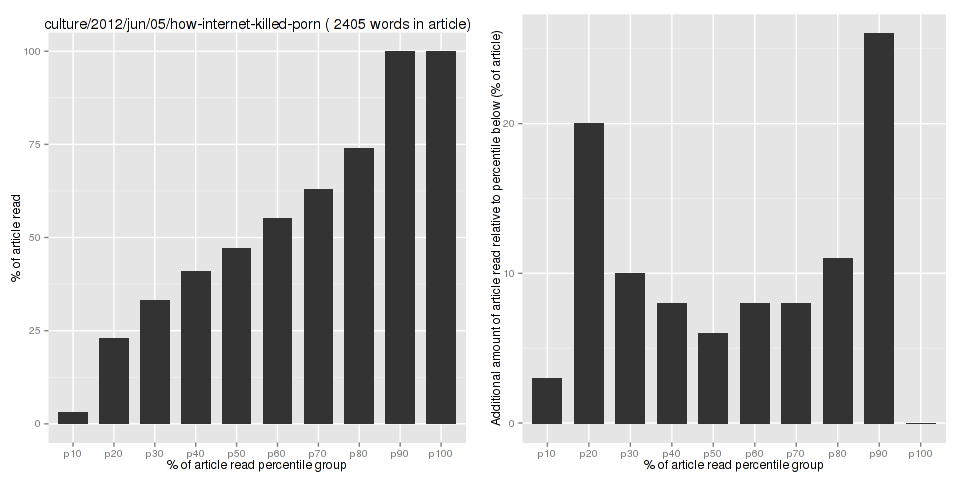 culture/2012/jun/05/how-internet-killed-porn ( 2405 words in article)
% of article read
100
75
50
25
0
p10 p20 p30 p40 p50 p60 p70 p80 p90 p100
% of article read percentile group
Additional amount of article read relative to percentile below (% of article)
20
10
0
p10 p20 p30 p40 p50 p60 p70 p80 p90 p100
% of article read percentile group